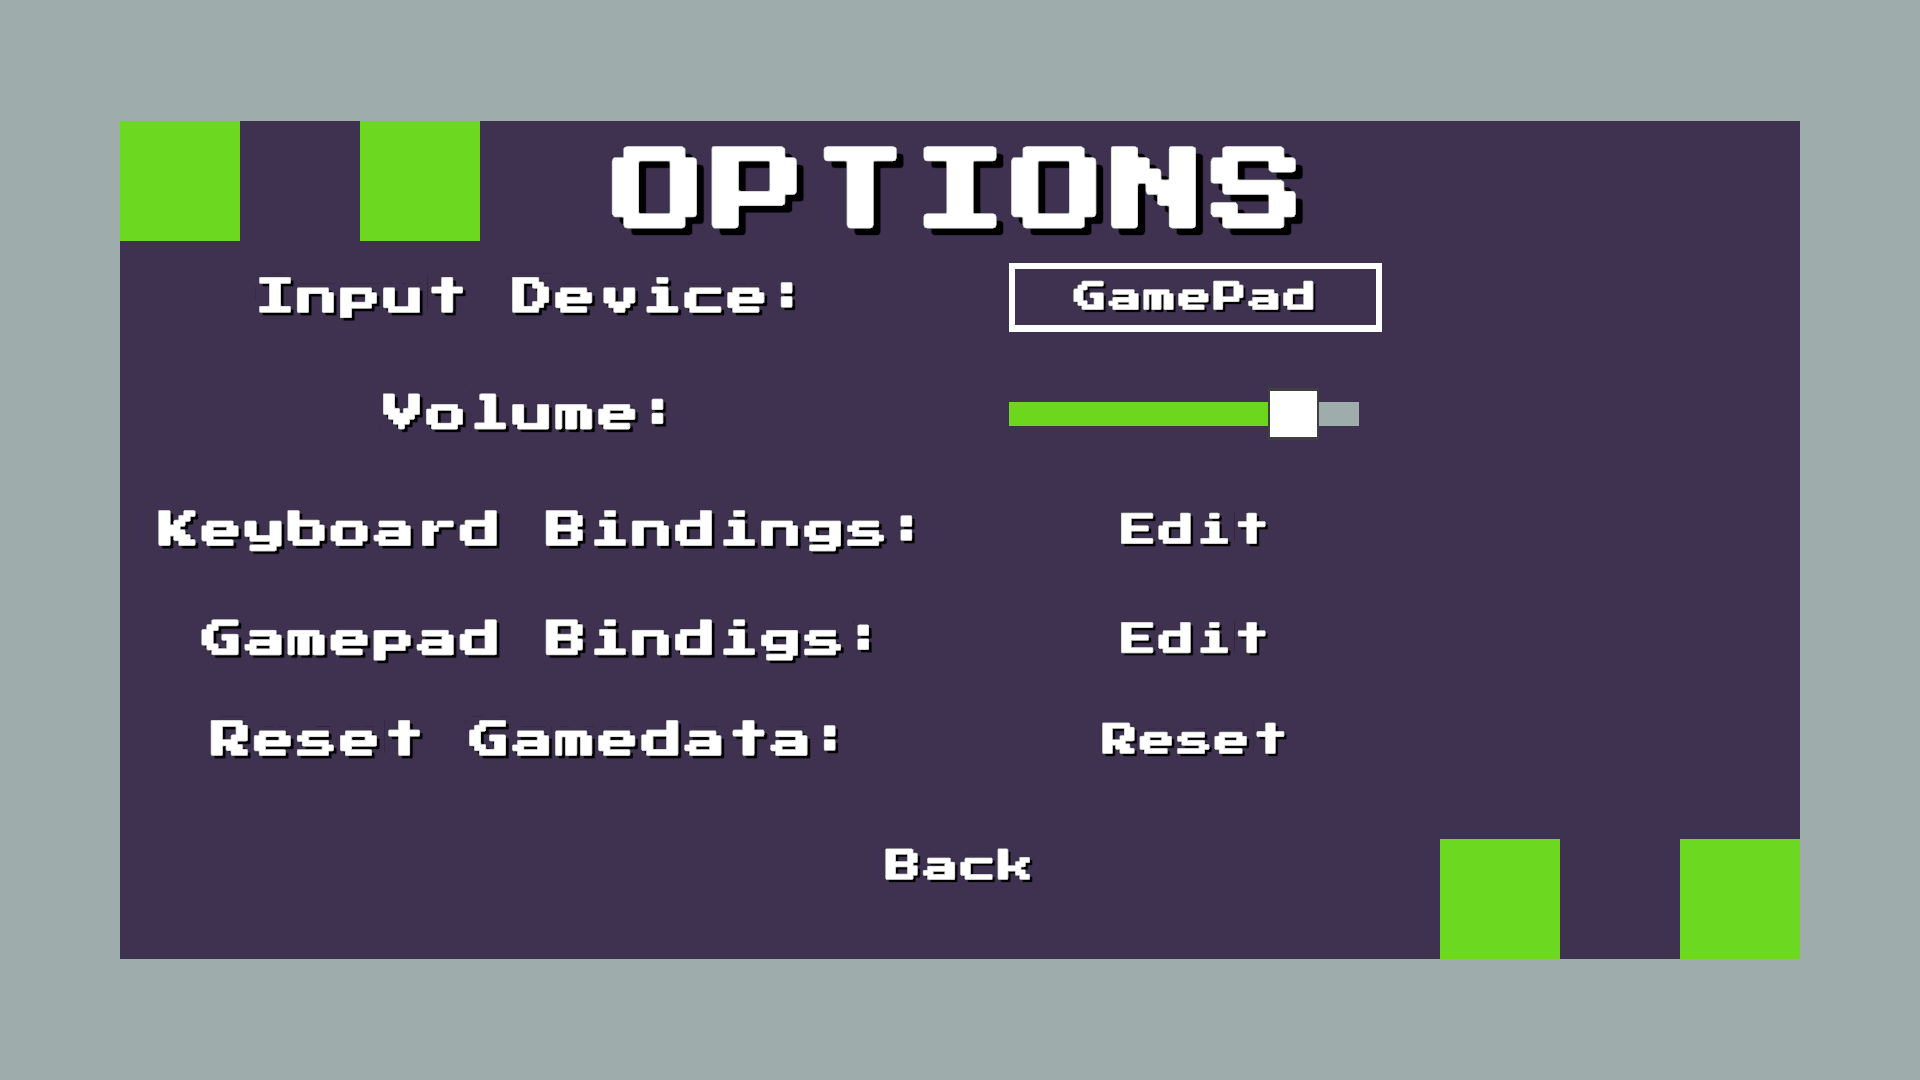 OPTIONS
Input Device: GamePad
Volume:
Keyboard Bindings: Edit
Gamepad Bindigs: Edit
Reset Gamedata: Reset
Back